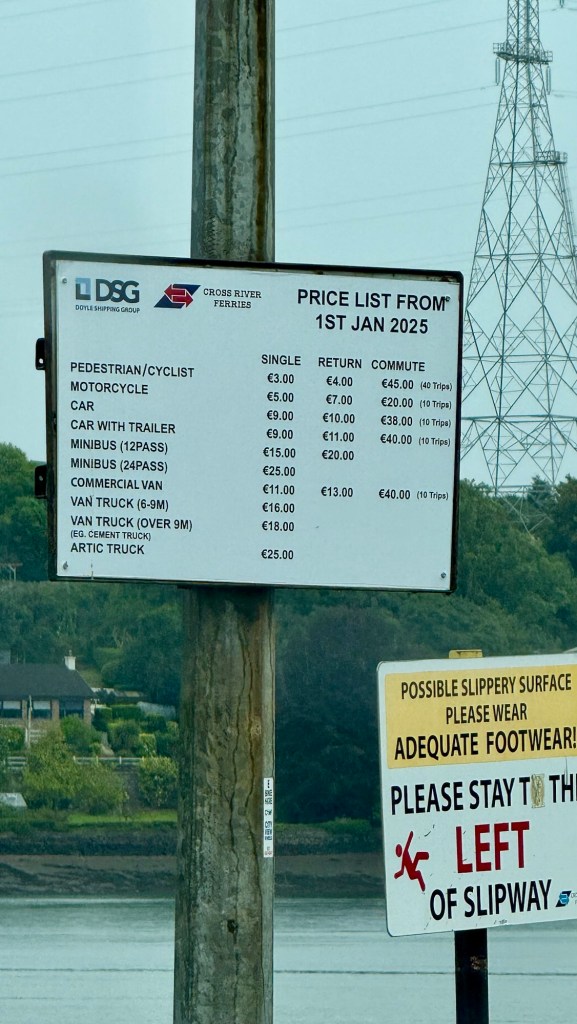 DSG
DOYLE SHIPPING GROUP
CROSS RIVER
FERRIES
PRICE LIST FROM
1ST JAN 2025
SINGLE RETURN COMMUTE
PEDESTRIAN/CYCLIST €3.00 €4.00 €45.00 (40 Trips)
MOTORCYCLE €5.00 €7.00 €20.00 (10 Trips)
CAR €9.00 €10.00 €38.00 (10 Trips)
CAR WITH TRAILER €9.00 €11.00 €40.00 (10 Trips)
MINIBUS (12PASS) €15.00 €20.00
MINIBUS (24PASS) €25.00
COMMERCIAL VAN €11.00 €13.00 €40.00 (10 Trips)
VAN TRUCK (6-9M) €16.00
VAN TRUCK (OVER 9M) €18.00
(EG. CEMENT TRUCK)
ARTIC TRUCK €25.00
POSSIBLE SLIPPERY SURFACE
PLEASE WEAR
ADEQUATE FOOTWEAR!
PLEASE STAY T TH
LEFT
OF SLIPWAY